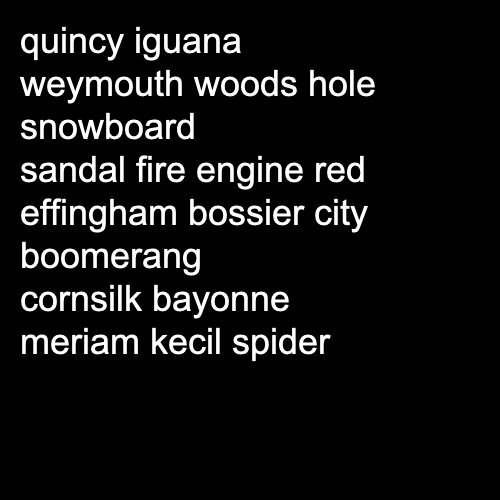 quincy iguana
weymouth woods hole
snowboard
sandal fire engine red
effingham bossier city
boomerang
cornsilk bayonne
meriam kecil spider